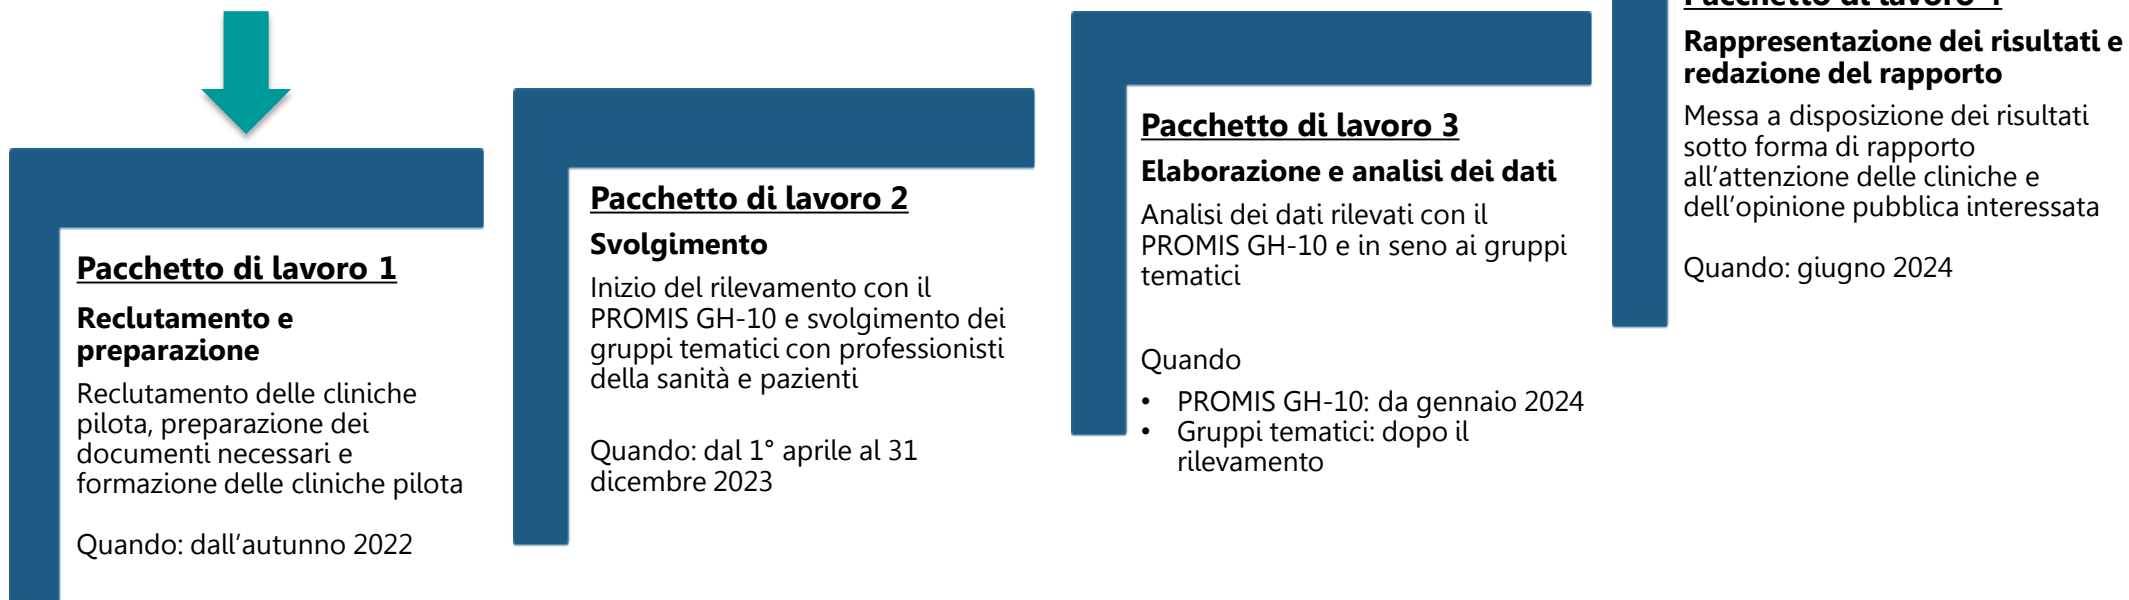 Pacchetto di lavoro 1
Reclutamento e
preparazione
Reclutamento delle cliniche
pilota, preparazione dei
documenti necessari e
formazione delle cliniche pilota
Quando: dall’autunno 2022
Pacchetto di lavoro 2
Svolgimento
Inizio del rilevamento con il
PROMIS GH-10 e svolgimento dei
gruppi tematici con professionisti
della sanità e pazienti
Quando: dal 1° aprile al 31
dicembre 2023
Pacchetto di lavoro 3
Elaborazione e analisi dei dati
Analisi dei dati rilevati con il
PROMIS GH-10 e in seno ai gruppi
tematici
Quando
• PROMIS GH-10: da gennaio 2024
• Gruppi tematici: dopo il
rilevamento
Pacchetto di lavoro 4
Rappresentazione dei risultati e
redazione del rapporto
Messa a disposizione dei risultati
sotto forma di rapporto
all’attenzione delle cliniche e
dell’opinione pubblica interessata
Quando: giugno 2024